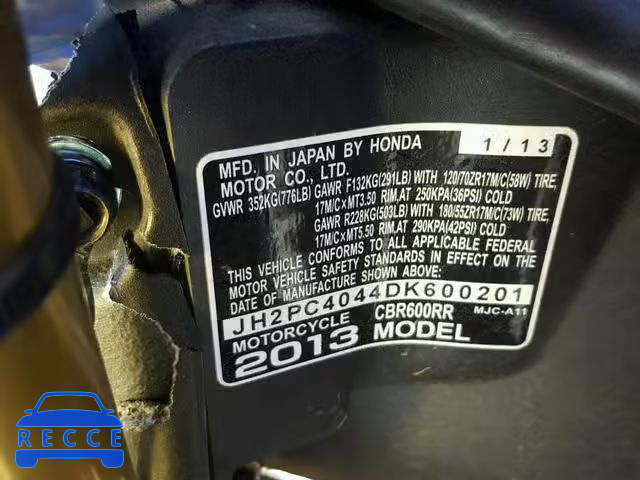 MFD. IN JAPAN BY HONDA 1/13
MOTOR CO., LTD.
GVWR 352KG(776LB) GAWR F132KG(291LB) WITH 120/70ZR17M/C(58W) TIRE,
17M/C×MT3.50 RIM, AT 250KPA(36PSI) COLD
GAWR R228KG(503LB) WITH 180/55ZR17M/C(73W) TIRE,
17M/C×MT5.50 RIM, AT 290KPA(42PSI) COLD
THIS VEHICLE CONFORMS TO ALL APPLICABLE FEDERAL
MOTOR VEHICLE SAFETY STANDARDS IN EFFECT ON THE
DATE OF MANUFACTURE SHOWN ABOVE:
JH2PC4044DK600201
MOTORCYCLE CBR600RR MJC-A11
2013 MODEL
RECCE